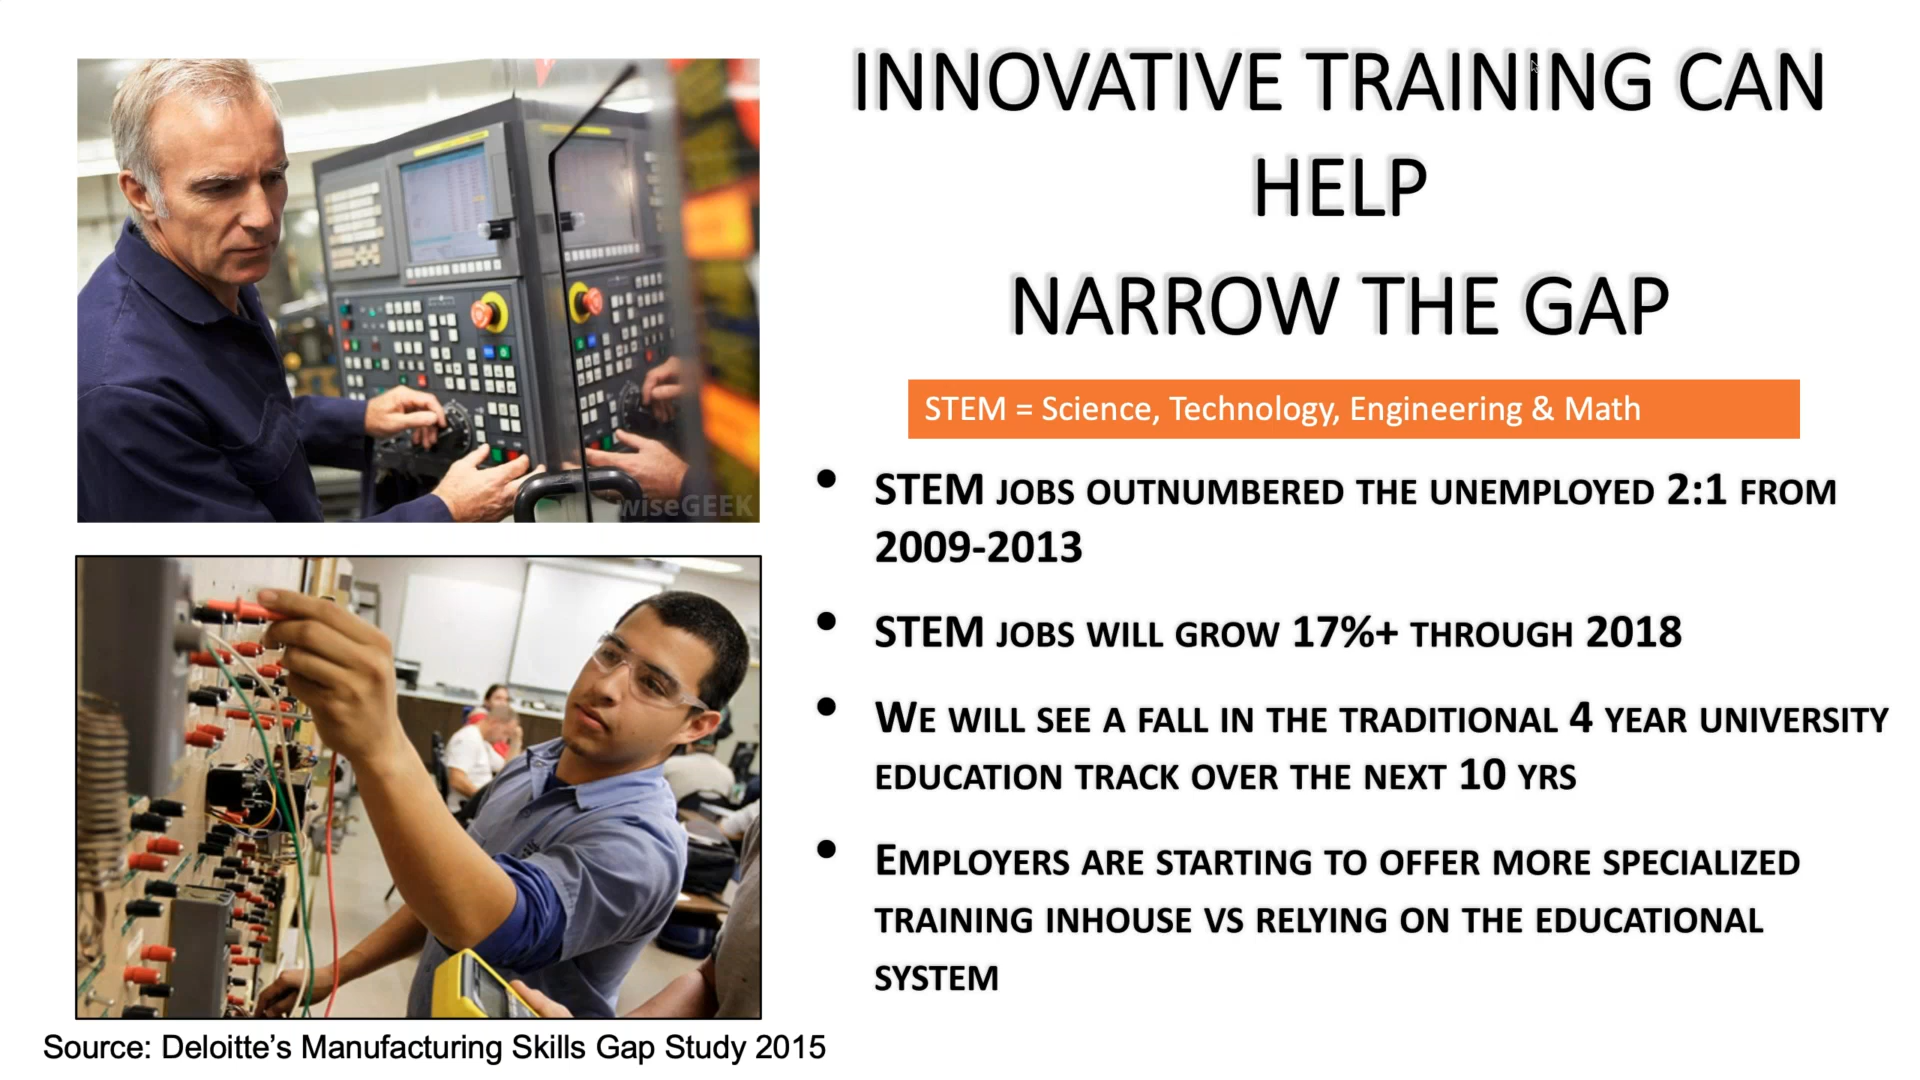 INNOVATIVE TRAINING CAN
HELP
NARROW THE GAP
STEM = Science, Technology, Engineering & Math
• STEM JOBS OUTNUMBERED THE UNEMPLOYED 2:1 FROM
2009-2013
• STEM JOBS WILL GROW 17%+ THROUGH 2018
• WE WILL SEE A FALL IN THE TRADITIONAL 4 YEAR UNIVERSITY
EDUCATION TRACK OVER THE NEXT 10 YRS
• EMPLOYERS ARE STARTING TO OFFER MORE SPECIALIZED
TRAINING INHOUSE VS RELYING ON THE EDUCATIONAL
SYSTEM
wiseGEEK
Source: Deloitte’s Manufacturing Skills Gap Study 2015